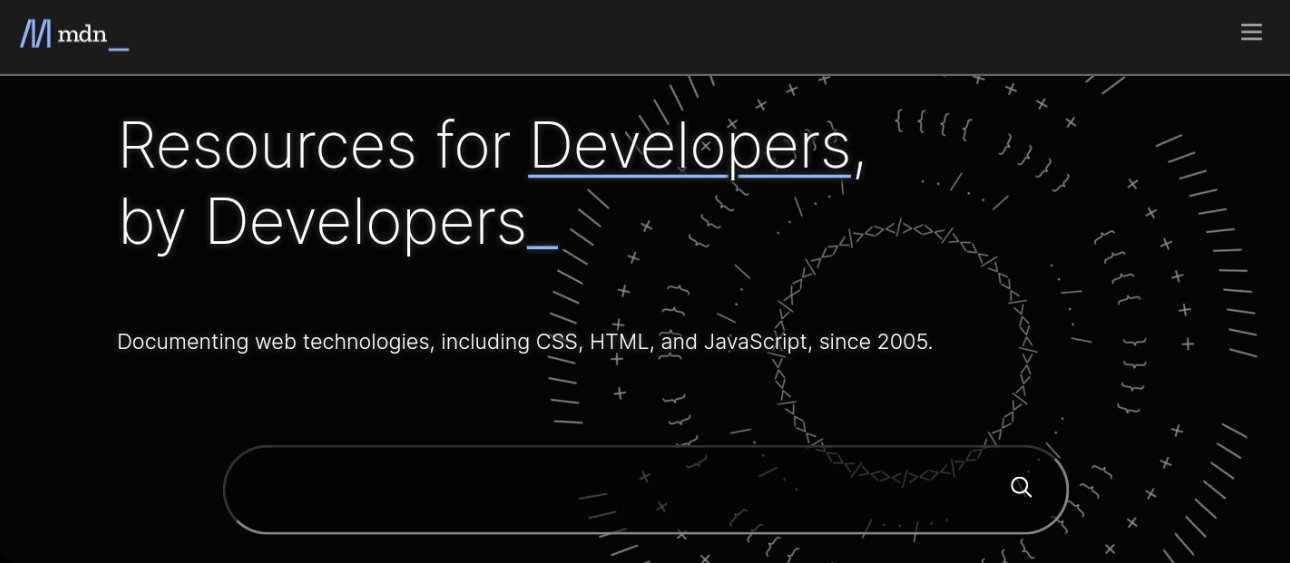 mdn_
Resources for Developers,
by Developers_
Documenting web technologies, including CSS, HTML, and JavaScript, since 2005.